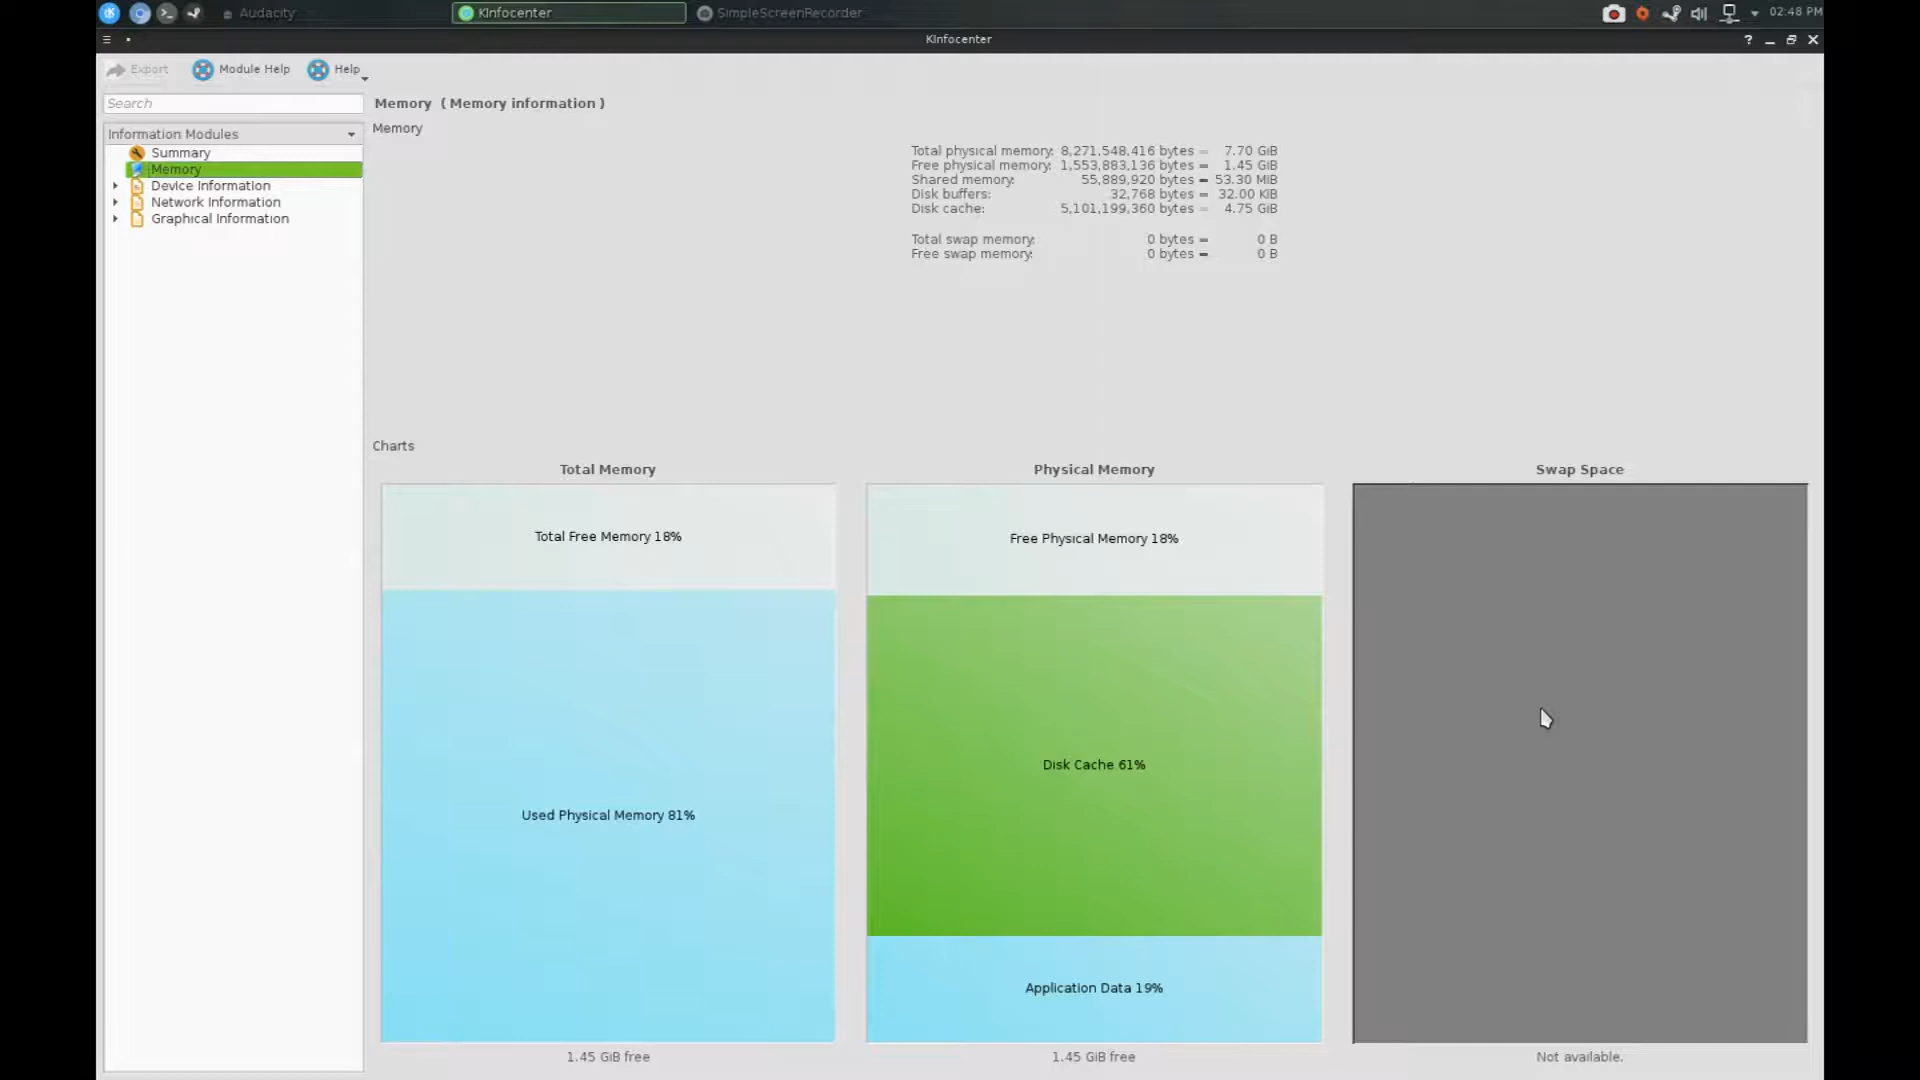 Audacity
KInfocenter
SimpleScreenRecorder
02:48 PM
KInfocenter
Export
Module Help
Help
Search
Memory ( Memory information )
Information Modules
Memory
Summary
Memory
Device Information
Network Information
Graphical Information
Total physical memory: 8,271,548,416 bytes = 7.70 GiB
Free physical memory: 1,553,883,136 bytes = 1.45 GiB
Shared memory: 55,889,920 bytes = 53.30 MiB
Disk buffers: 32,768 bytes = 32.00 KiB
Disk cache: 5,101,199,360 bytes = 4.75 GiB
Total swap memory: 0 bytes = 0 B
Free swap memory: 0 bytes = 0 B
Charts
Total Memory
Physical Memory
Swap Space
Total Free Memory 18%
Free Physical Memory 18%
Disk Cache 61%
Used Physical Memory 81%
Application Data 19%
1.45 GiB free
1.45 GiB free
Not available.